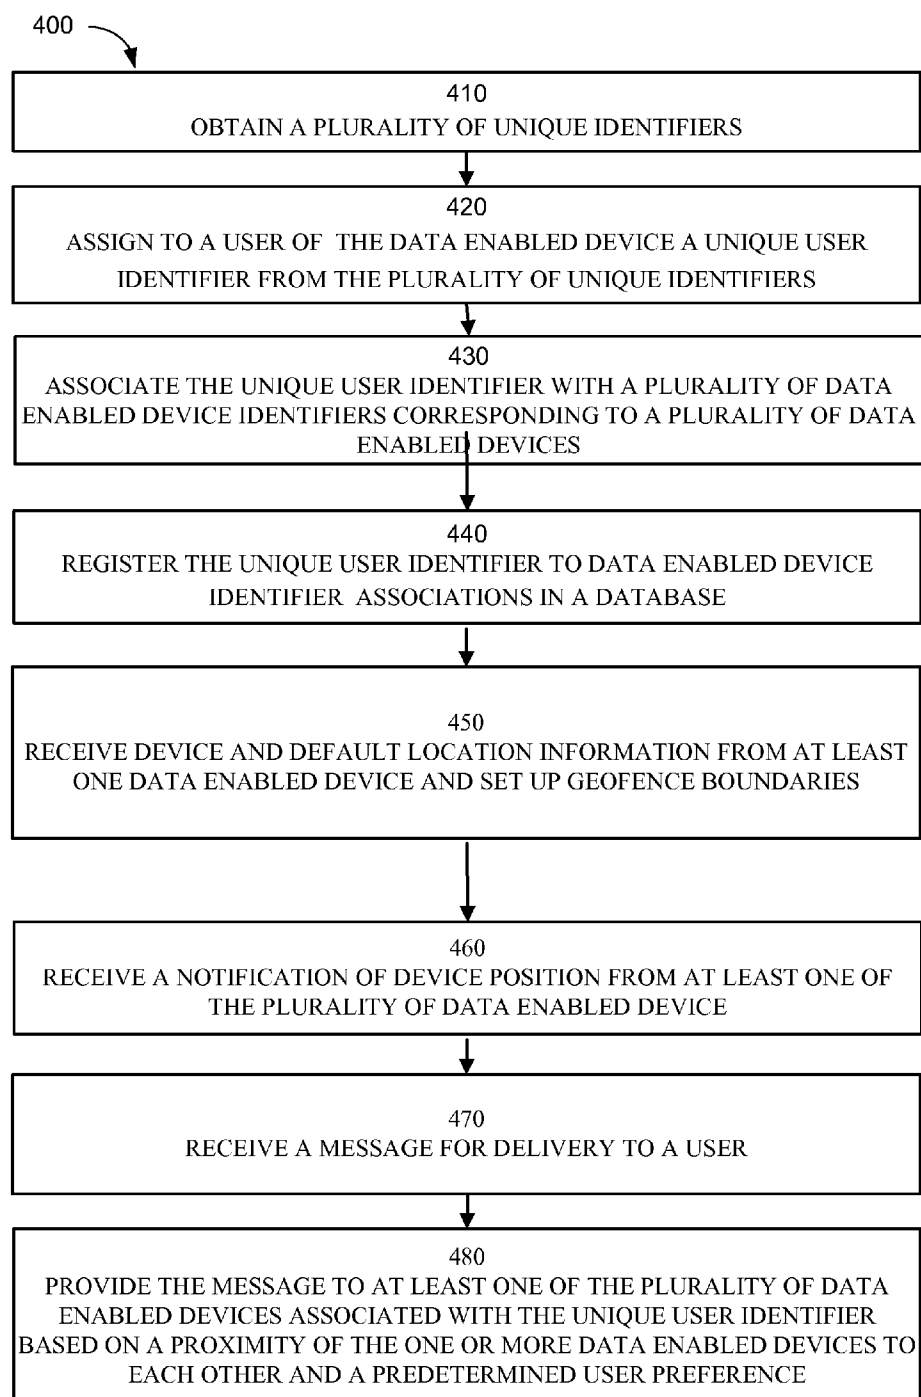 400
410
OBTAIN A PLURALITY OF UNIQUE IDENTIFIERS
420
ASSIGN TO A USER OF THE DATA ENABLED DEVICE A UNIQUE USER
IDENTIFIER FROM THE PLURALITY OF UNIQUE IDENTIFIERS
430
ASSOCIATE THE UNIQUE USER IDENTIFIER WITH A PLURALITY OF DATA
ENABLED DEVICE IDENTIFIERS CORRESPONDING TO A PLURALITY OF DATA
ENABLED DEVICES
440
REGISTER THE UNIQUE USER IDENTIFIER TO DATA ENABLED DEVICE
IDENTIFIER ASSOCIATIONS IN A DATABASE
450
RECEIVE DEVICE AND DEFAULT LOCATION INFORMATION FROM AT LEAST
ONE DATA ENABLED DEVICE AND SET UP GEOFENCE BOUNDARIES
460
RECEIVE A NOTIFICATION OF DEVICE POSITION FROM AT LEAST ONE OF
THE PLURALITY OF DATA ENABLED DEVICE
470
RECEIVE A MESSAGE FOR DELIVERY TO A USER
480
PROVIDE THE MESSAGE TO AT LEAST ONE OF THE PLURALITY OF DATA
ENABLED DEVICES ASSOCIATED WITH THE UNIQUE USER IDENTIFIER
BASED ON A PROXIMITY OF THE ONE OR MORE DATA ENABLED DEVICES TO
EACH OTHER AND A PREDETERMINED USER PREFERENCE